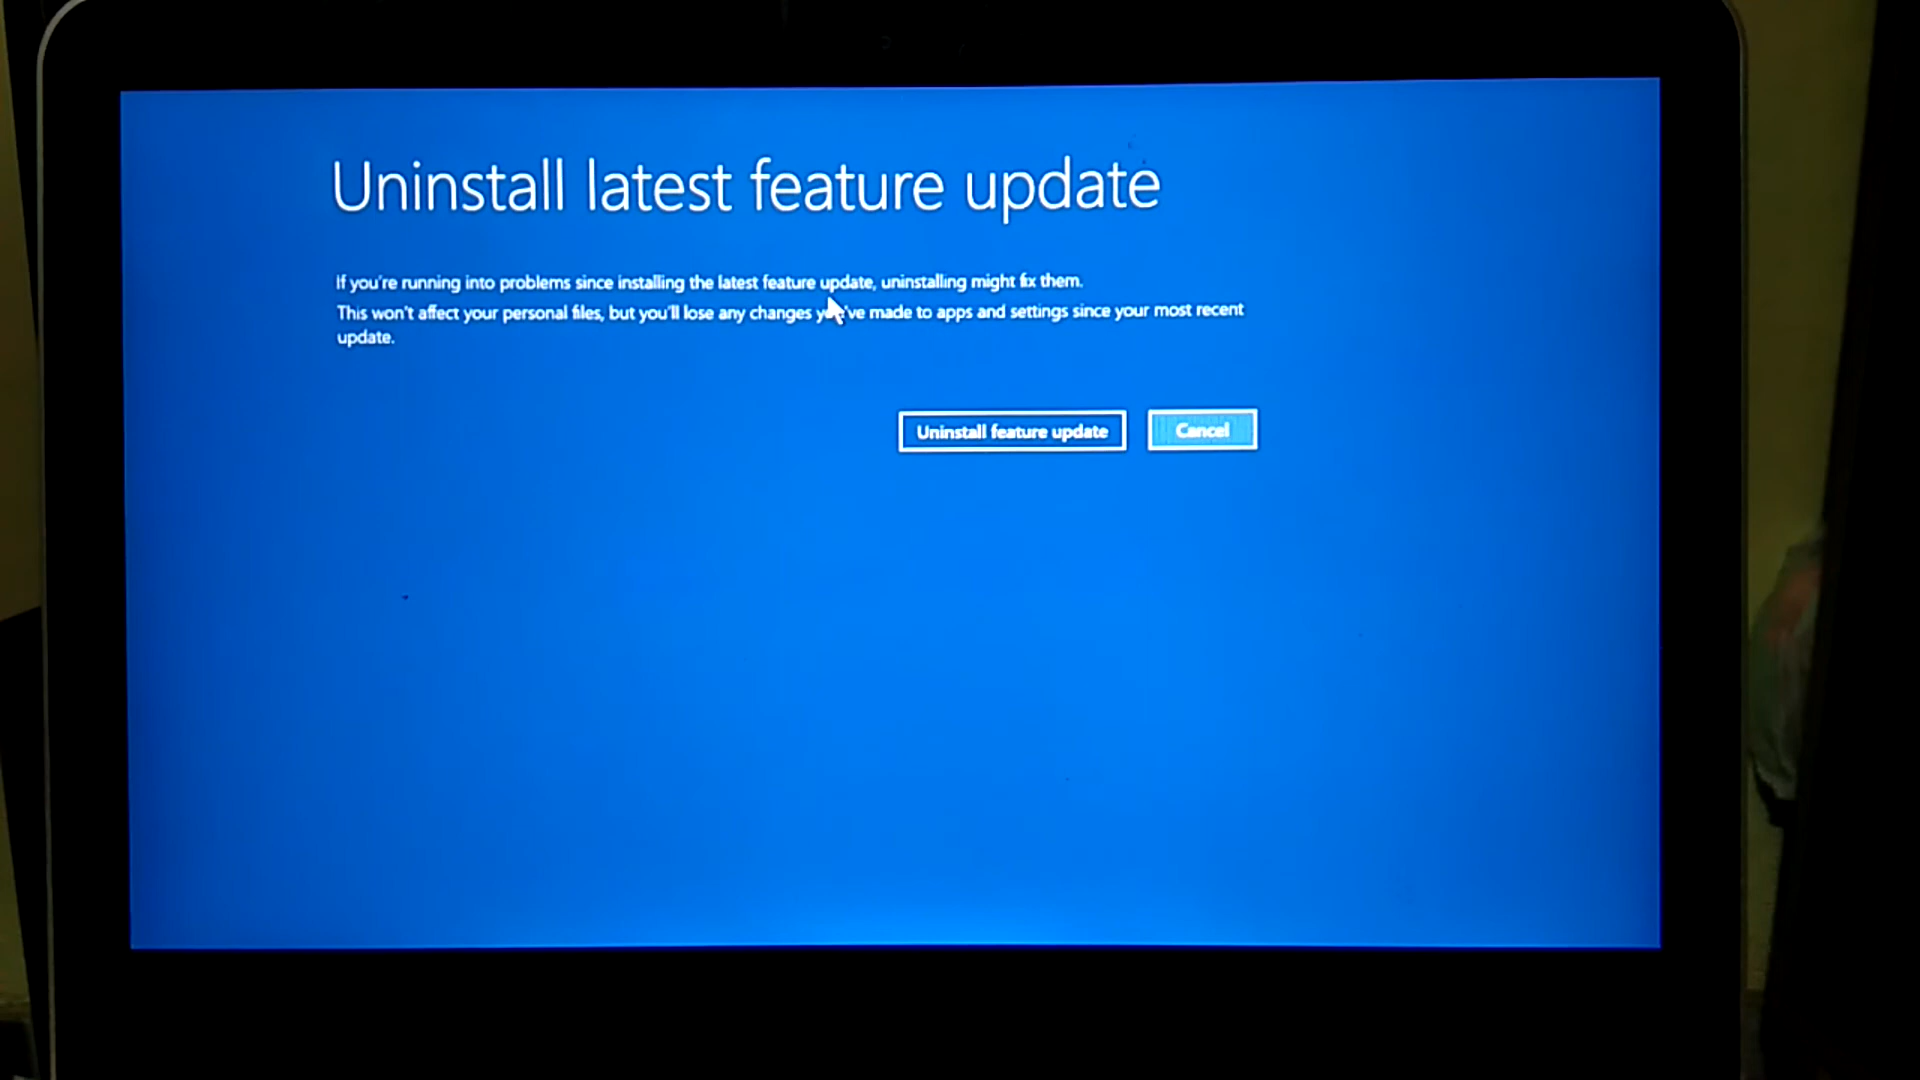 Uninstall latest feature update
If you're running into problems since installing the latest feature update, uninstalling might fix them.
This won't affect your personal files, but you'll lose any changes you've made to apps and settings since your most recent
update.
Uninstall feature update
Cancel